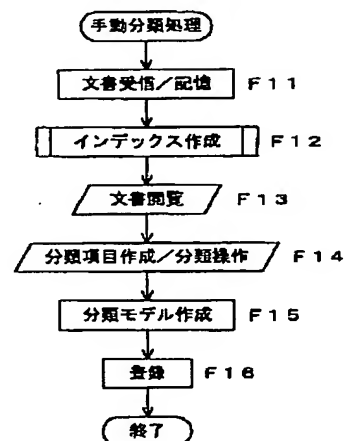 手動分類処理
文書受信/記憶 F11
インデックス作成 F12
文書閲覧 F13
分類項目作成/分類操作 F14
分類モデル作成 F15
登録 F16
終了